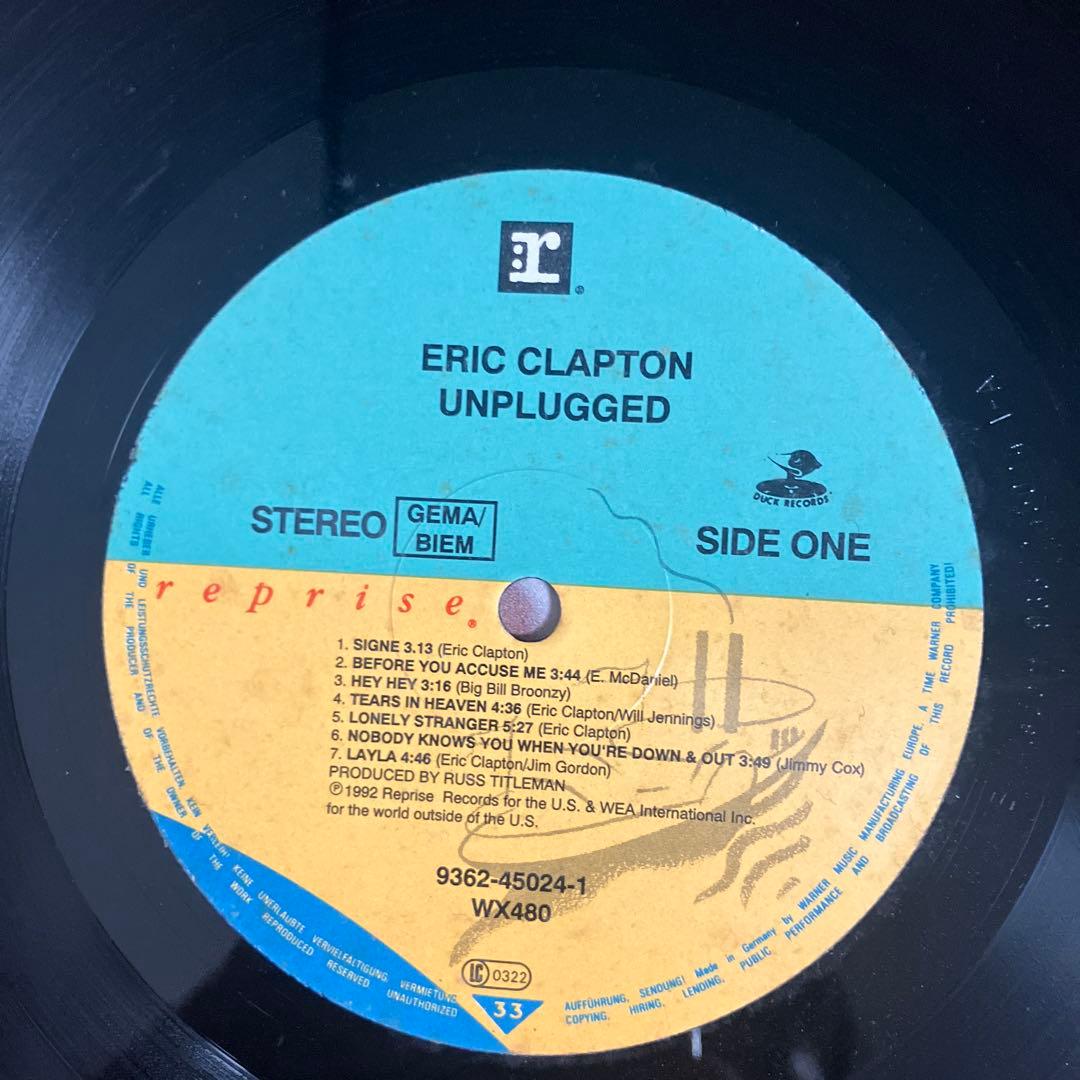 r
ERIC CLAPTON
UNPLUGGED
DUCK RECORDS
STEREO
GEMA/
BIEM
SIDE ONE
reprise®
1. SIGNE 3.13 (Eric Clapton)
2. BEFORE YOU ACCUSE ME 3:44 (E. McDaniel)
3. HEY HEY 3:16 (Big Bill Broonzy)
4. TEARS IN HEAVEN 4:36 (Eric Clapton/Will Jennings)
5. LONELY STRANGER 5:27 (Eric Clapton)
6. NOBODY KNOWS YOU WHEN YOU'RE DOWN & OUT 3:49 (Jimmy Cox)
7. LAYLA 4:46 (Eric Clapton/Jim Gordon)
PRODUCED BY RUSS TITLEMAN
℗1992 Reprise Records for the U.S. & WEA International Inc.
for the world outside of the U.S.
9362-45024-1
WX480
LC 0322
33
ALLE URHEBER UND LEISTUNGSSCHUTZRECHTE VORBEHALTEN. KEIN VERLEIH! KEINE UNERLAUBTE VERVIELFÄLTIGUNG, VERMIETUNG, AUFFÜHRUNG, SENDUNG! Made in Germany by WARNER MUSIC MANUFACTURING EUROPE. A TIME WARNER COMPANY
ALL RIGHTS OF THE PRODUCER AND OF THE OWNER OF THE WORK REPRODUCED RESERVED UNAUTHORIZED COPYING, HIRING, LENDING, PUBLIC PERFORMANCE AND BROADCASTING OF THIS RECORD PROHIBITED!